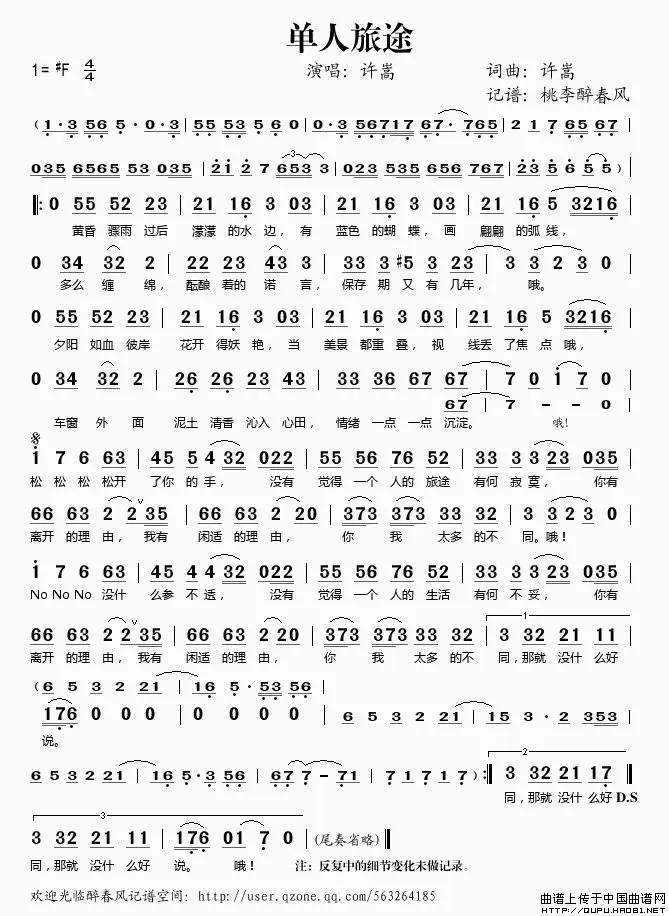 单人旅途
1= #F 4/4
演唱：许嵩
词曲：许嵩
记谱：桃李醉春风
(1·3 56 5·0·3 | 55 53 5 6 0 | 0·3 56717 67· 765 | 2 1 7 65 67 |
035 6565 53 035 | 21 2 7 653 3 | 023 535 656 767 | 23 5 6 55)
0 55 52 23 | 21 16 3 03 | 21 16 3 03 | 21 16 5 3216 |
黄昏 骤雨 过后 濛濛 的水 边，有 蓝色 的蝴 蝶，画 翩翩 的弧 线，
0 34 32 2 | 22 23 43 3 | 33 3 #5 3 23 | 3 3 2 3 0 |
多么 缠 绵， 酝酿 着的 诺 言， 保存 期 又 有 几年， 哦。
0 55 52 23 | 21 16 3 03 | 21 16 3 03 | 21 16 5 3216 |
夕阳 如血 彼岸 花开 得妖 艳，当 美景 都重 叠，视 线丢 了焦 点 哦，
0 34 32 2 | 26 26 23 43 | 33 36 67 67 | 7 0 1 7 0
67 | 7 - - 0
车窗 外 面 泥土 清香 沁入 心田， 情绪 一点 一点 沉淀。 哦！
1 7 6 63 | 45 5 4 32 022 | 55 56 76 52 | 33 2 23 035 |
松 松 松 松开 了你 的 手， 没有 觉得 一个 人的 旅途 有何 寂 寞， 你有
66 63 2 2 35 | 66 63 2 20 | 373 373 33 32 | 3 323 0 |
离开 的理 由，我有 闲适 的理 由， 你 我 太多 的不 同。哦！
1 7 6 63 | 45 4 4 32 022 | 55 56 76 52 | 33 2 23 035 |
No No No 没什 么参 不 透， 没有 觉得 一个 人的 生活 有何 不 妥， 你有
66 63 2 2 35 | 66 63 2 20 | 373 373 33 32 | 3 32 21 11
离开 的理 由，我有 闲适 的理 由， 你 我 太多 的不 同，那就 没什 么好
(6 5 3 2 21 | 16 5·53 56
176 0 0 0 | 0 0 0 0 | 6 5 3 2 21 | 15 3·2 353 |
说。
6 5 3 2 21 | 16 5·3 56 | 67 7 - 71 | 7 1 7 1 7) :| 3 32 21 17
同，那就 没什 么好 D.S
3 32 21 11 | 176 01 7 0 (尾奏省略)
同，那就 没什 么好 说。 哦！ 注：反复中的细节变化未做记录。
欢迎光临醉春风记谱空间：http://user.qzone.qq.com/563264185
曲谱上传于中国曲谱网
HTTP://QUPU.HAO81.NET